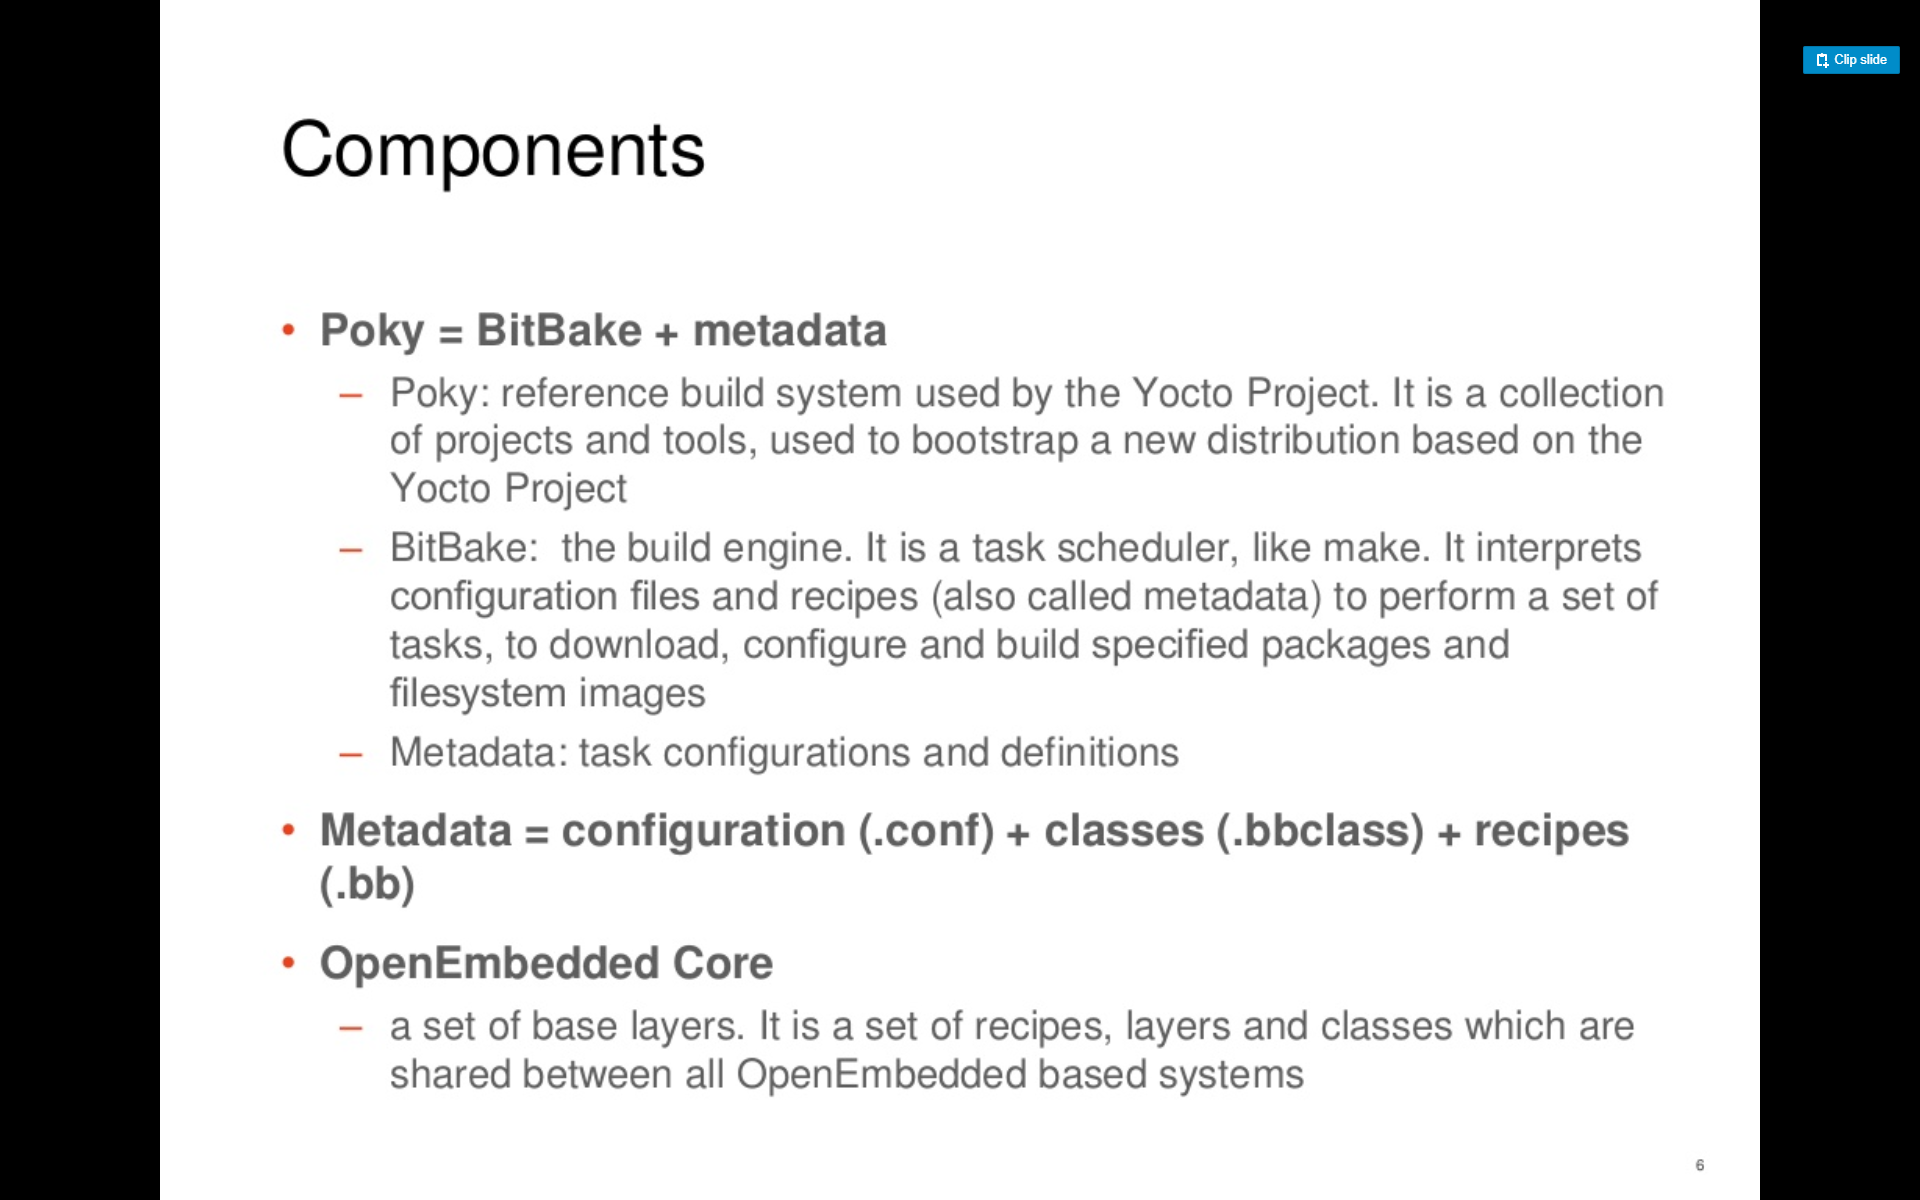 Clip slide
Components
• Poky = BitBake + metadata
– Poky: reference build system used by the Yocto Project. It is a collection
of projects and tools, used to bootstrap a new distribution based on the
Yocto Project
– BitBake:  the build engine. It is a task scheduler, like make. It interprets
configuration files and recipes (also called metadata) to perform a set of
tasks, to download, configure and build specified packages and
filesystem images
– Metadata: task configurations and definitions
• Metadata = configuration (.conf) + classes (.bbclass) + recipes
(.bb)
• OpenEmbedded Core
– a set of base layers. It is a set of recipes, layers and classes which are
shared between all OpenEmbedded based systems
6